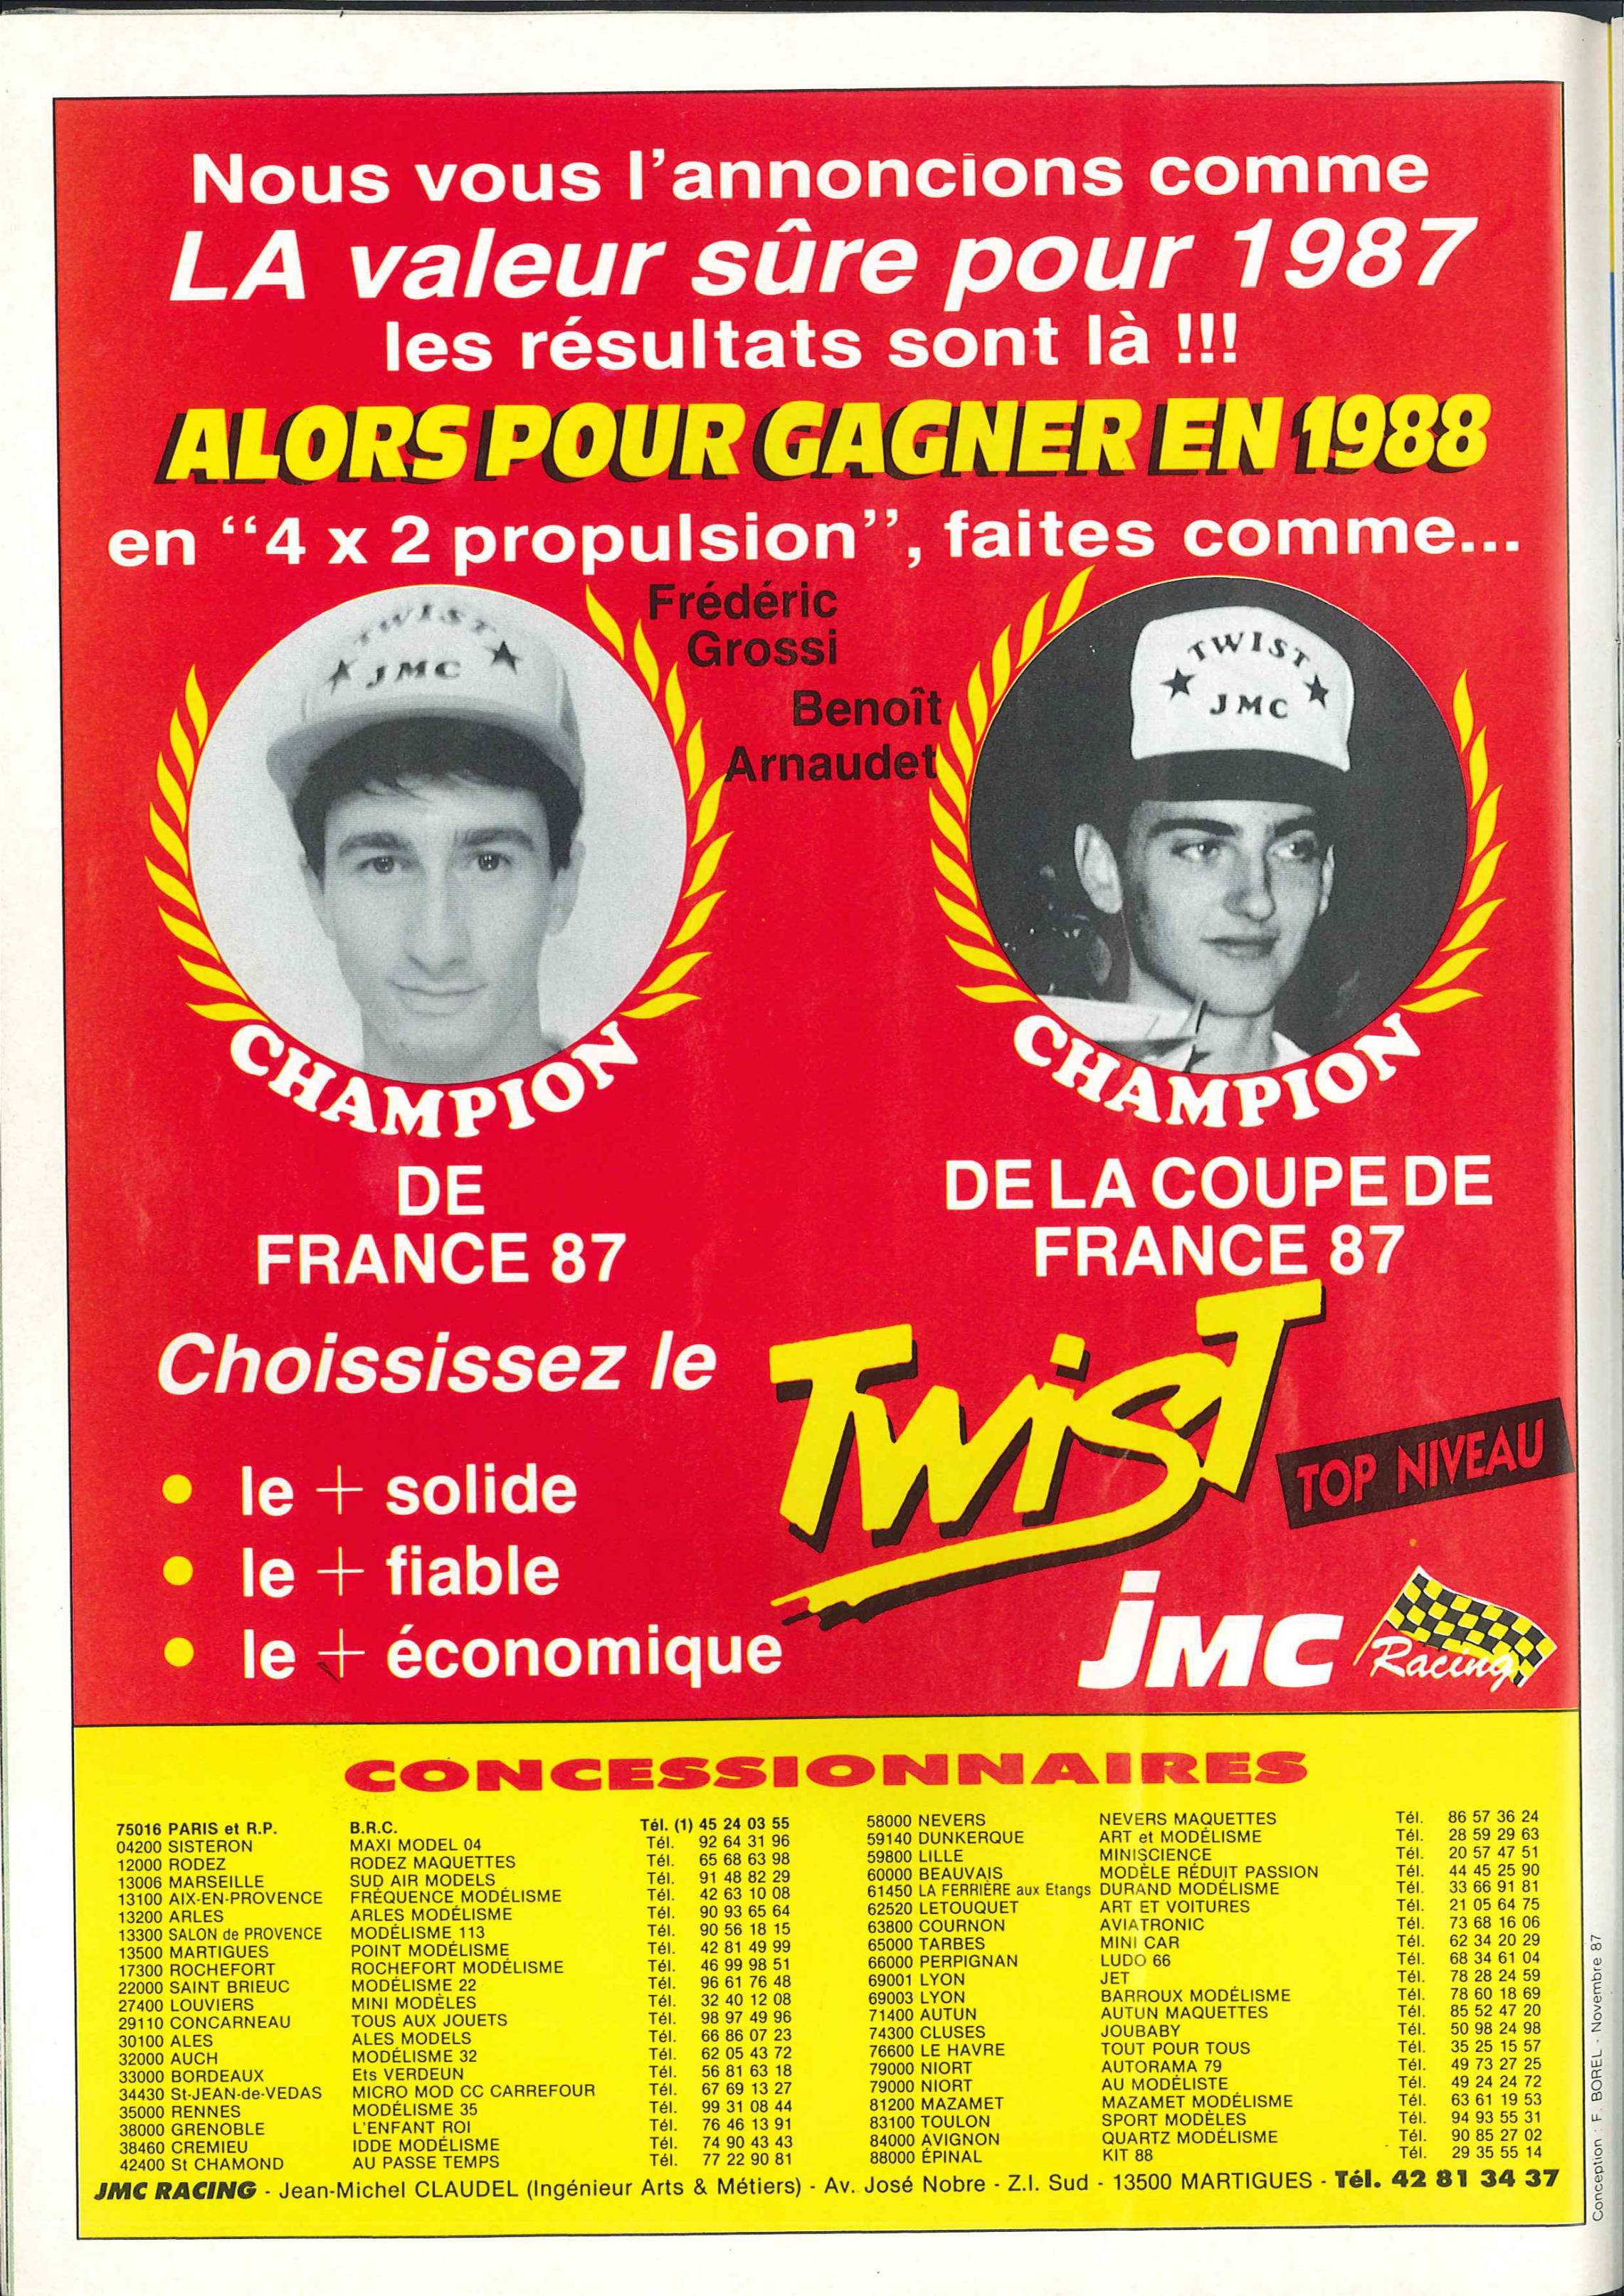 Nous vous l'annoncions comme
LA valeur sûre pour 1987
les résultats sont là !!!
ALORS POUR GAGNER EN 1988
en “4 x 2 propulsion”, faites comme...
Frédéric
Grossi
Benoît
Arnaudet
TWIST
JMC
TWIST
JMC
CHAMPION
DE
FRANCE 87
CHAMPION
DE LA COUPE DE
FRANCE 87
Choississez le
TwisT
TOP NIVEAU
• le + solide
• le + fiable
• le + économique
JMC Racing
CONCESSIONNAIRES
75016 PARIS et R.P. B.R.C. Tél. (1) 45 24 03 55
04200 SISTERON MAXI MODEL 04 Tél. 92 64 31 96
12000 RODEZ RODEZ MAQUETTES Tél. 65 68 63 98
13006 MARSEILLE SUD AIR MODELS Tél. 91 48 82 29
13100 AIX-EN-PROVENCE FRÉQUENCE MODÉLISME Tél. 42 63 10 08
13200 ARLES ARLES MODÉLISME Tél. 90 93 65 64
13300 SALON de PROVENCE MODÉLISME 113 Tél. 90 56 18 15
13500 MARTIGUES POINT MODÉLISME Tél. 42 81 49 99
17300 ROCHEFORT ROCHEFORT MODÉLISME Tél. 46 99 98 51
22000 SAINT BRIEUC MODÉLISME 22 Tél. 96 61 76 48
27400 LOUVIERS MINI MODÈLES Tél. 32 40 12 08
29110 CONCARNEAU TOUS AUX JOUETS Tél. 98 97 49 96
30100 ALES ALES MODELS Tél. 66 86 07 23
32000 AUCH MODÉLISME 32 Tél. 62 05 43 72
33000 BORDEAUX Ets VERDEUN Tél. 56 81 63 18
34430 St-JEAN-de-VEDAS MICRO MOD CC CARREFOUR Tél. 67 69 13 27
35000 RENNES MODÉLISME 35 Tél. 99 31 08 44
38000 GRENOBLE L'ENFANT ROI Tél. 76 46 13 91
38460 CREMIEU IDDE MODÉLISME Tél. 74 90 43 43
42400 St CHAMOND AU PASSE TEMPS Tél. 77 22 90 81
58000 NEVERS NEVERS MAQUETTES Tél. 86 57 36 24
59140 DUNKERQUE ART et MODÉLISME Tél. 28 59 29 63
59800 LILLE MINISCIENCE Tél. 20 57 47 51
60000 BEAUVAIS MODÈLE RÉDUIT PASSION Tél. 44 45 25 90
61450 LA FERRIÈRE aux Etangs DURAND MODÉLISME Tél. 33 66 91 81
62520 LETOUQUET ART ET VOITURES Tél. 21 05 64 75
63800 COURNON AVIATRONIC Tél. 73 68 16 06
65000 TARBES MINI CAR Tél. 62 34 20 29
66000 PERPIGNAN LUDO 66 Tél. 68 34 61 04
69001 LYON JET Tél. 78 28 24 59
69003 LYON BARROUX MODÉLISME Tél. 78 60 18 69
71400 AUTUN AUTUN MAQUETTES Tél. 85 52 47 20
74300 CLUSES JOUBABY Tél. 50 98 24 98
76600 LE HAVRE TOUT POUR TOUS Tél. 35 25 15 57
79000 NIORT AUTORAMA 79 Tél. 49 73 27 25
79000 NIORT AU MODÉLISTE Tél. 49 24 24 72
81200 MAZAMET MAZAMET MODÉLISME Tél. 63 61 19 53
83100 TOULON SPORT MODÈLES Tél. 94 93 55 31
84000 AVIGNON QUARTZ MODÉLISME Tél. 90 85 27 02
88000 ÉPINAL KIT 88 Tél. 29 35 55 14
JMC RACING - Jean-Michel CLAUDEL (Ingénieur Arts & Métiers) - Av. José Nobre - Z.I. Sud - 13500 MARTIGUES - Tél. 42 81 34 37
Conception : F. BOREL - Novembre 87